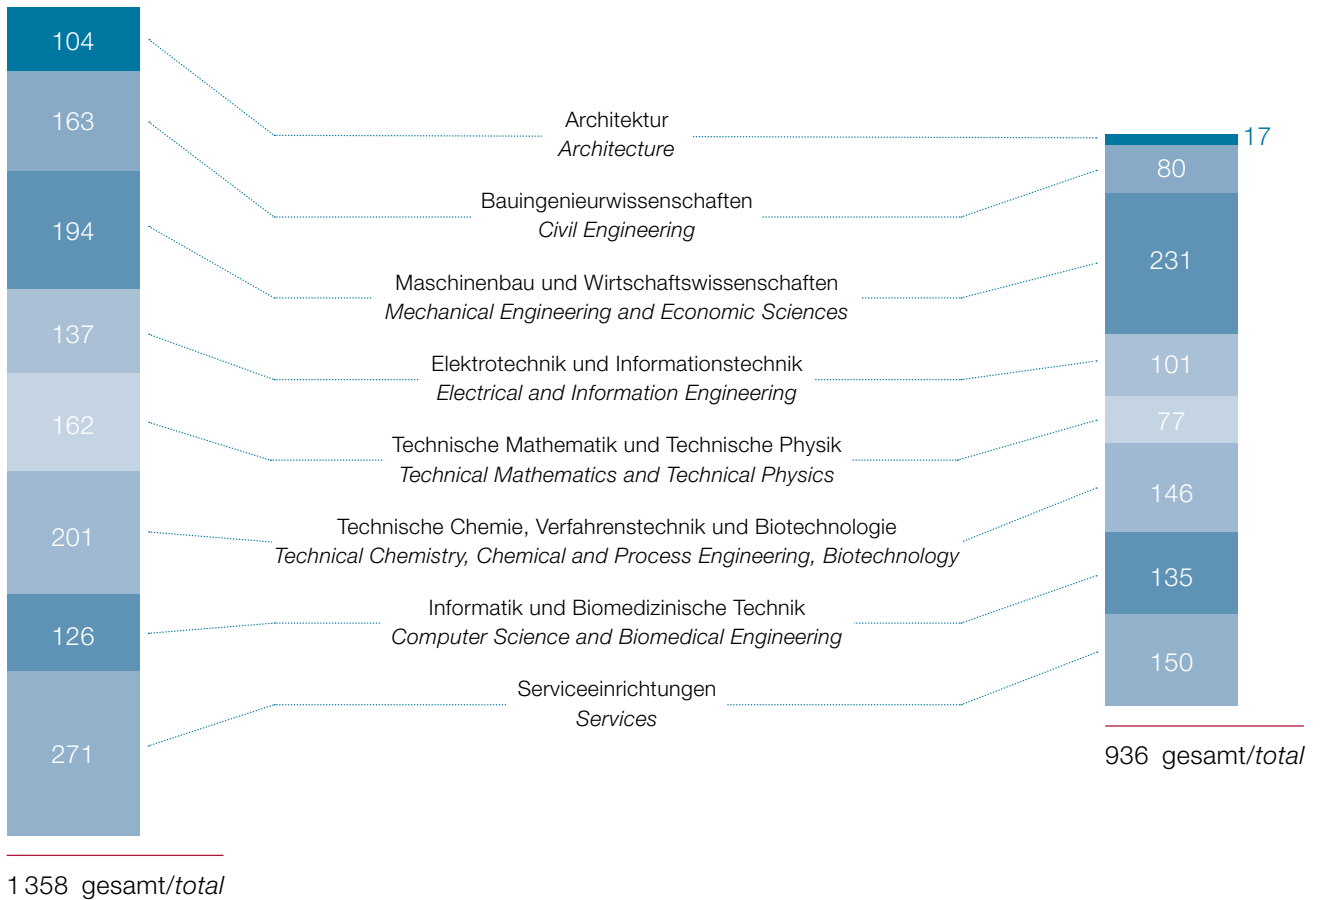 104
163
194
137
162
201
126
271
1 358 gesamt/total
Architektur
Architecture
Bauingenieurwissenschaften
Civil Engineering
Maschinenbau und Wirtschaftswissenschaften
Mechanical Engineering and Economic Sciences
Elektrotechnik und Informationstechnik
Electrical and Information Engineering
Technische Mathematik und Technische Physik
Technical Mathematics and Technical Physics
Technische Chemie, Verfahrenstechnik und Biotechnologie
Technical Chemistry, Chemical and Process Engineering, Biotechnology
Informatik und Biomedizinische Technik
Computer Science and Biomedical Engineering
Serviceeinrichtungen
Services
17
80
231
101
77
146
135
150
936 gesamt/total